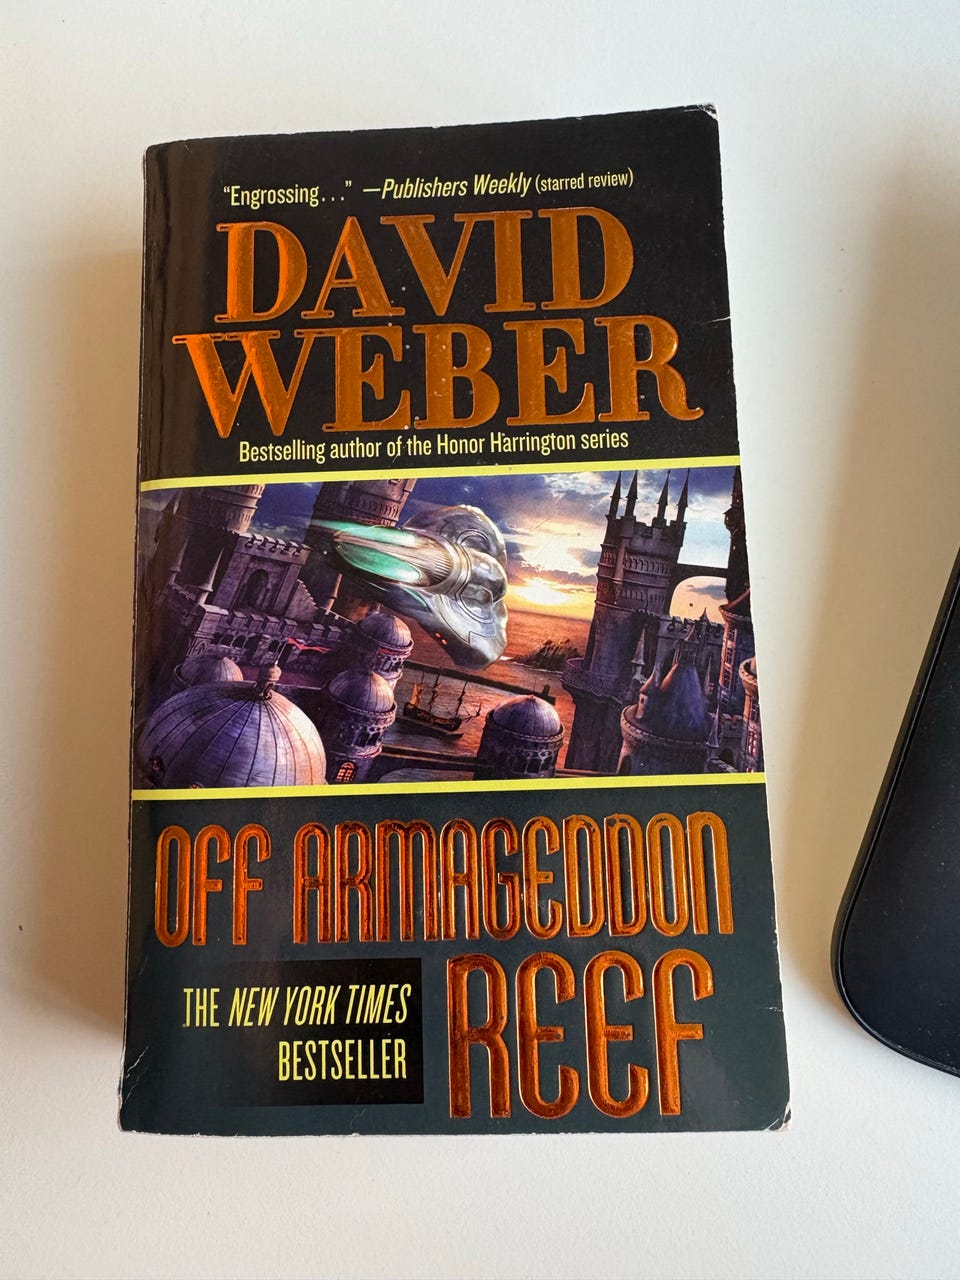 “Engrossing...” —Publishers Weekly (starred review)
DAVID
WEBER
Bestselling author of the Honor Harrington series
OFF ARMAGEDDON
REEF
THE NEW YORK TIMES
BESTSELLER